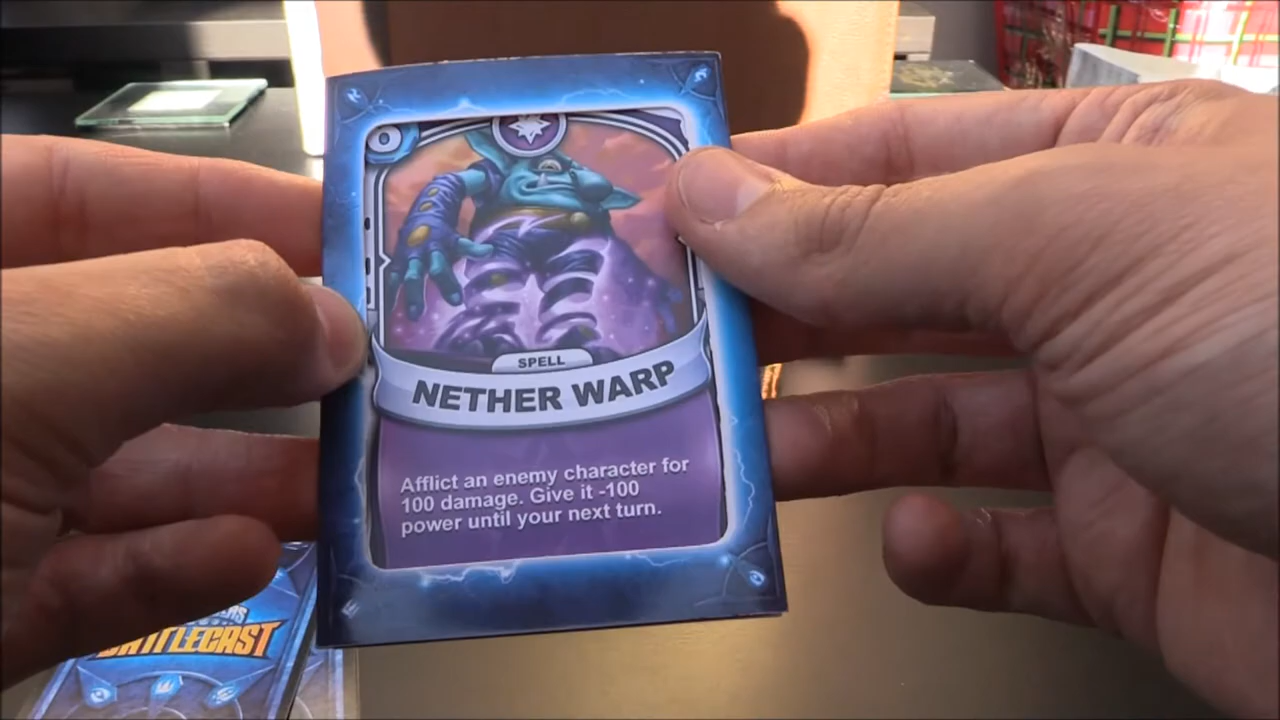 0
SPELL
NETHER WARP
Afflict an enemy character for
100 damage. Give it -100
power until your next turn.
BATTLECAST